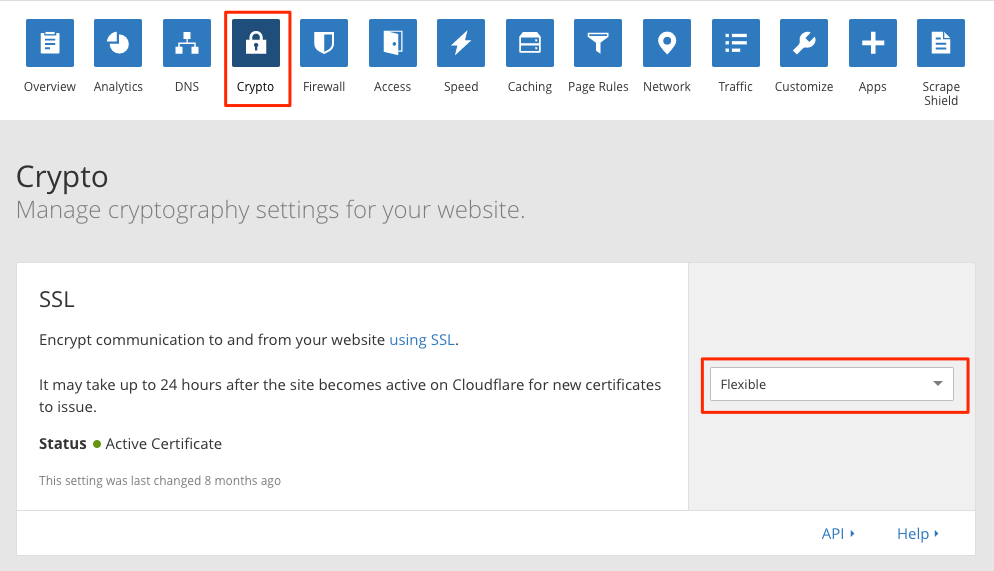 Overview Analytics DNS Crypto Firewall Access Speed Caching Page Rules Network Traffic Customize Apps Scrape
Shield
Crypto
Manage cryptography settings for your website.
SSL
Encrypt communication to and from your website using SSL.
It may take up to 24 hours after the site becomes active on Cloudflare for new certificates
to issue.
Flexible
Status Active Certificate
This setting was last changed 8 months ago
API Help